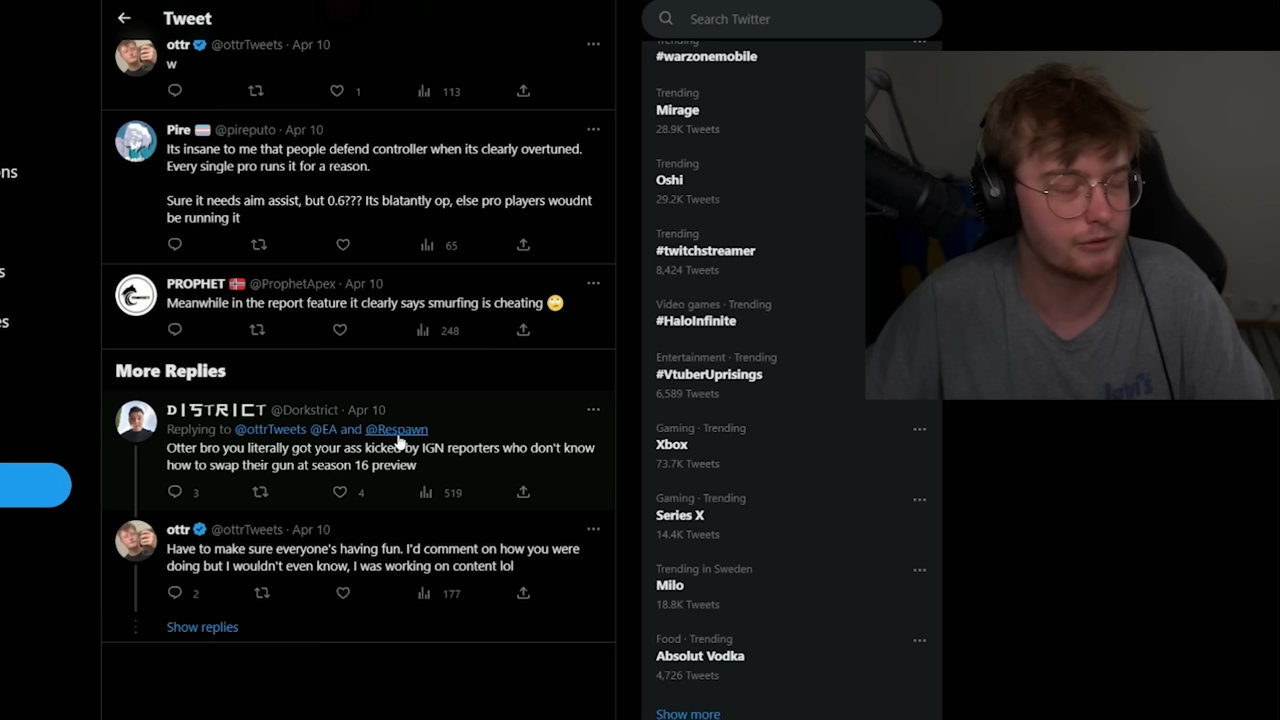 Tweet
ottr @ottrTweets · Apr 10
w
1 113
Pire @pireputo · Apr 10
Its insane to me that people defend controller when its clearly overtuned.
Every single pro runs it for a reason.
Sure it needs aim assist, but 0.6??? Its blatantly op, else pro players woudnt
be running it
65
PROPHET @ProphetApex · Apr 10
Meanwhile in the report feature it clearly says smurfing is cheating 🙄
248
More Replies
DISTRICT @Dorkstrict · Apr 10
Replying to @ottrTweets @EA and @Respawn
Otter bro you literally got your ass kicked by IGN reporters who don't know
how to swap their gun at season 16 preview
3 4 519
ottr @ottrTweets · Apr 10
Have to make sure everyone's having fun. I'd comment on how you were
doing but I wouldn't even know, I was working on content lol
2 177
Show replies
ons
s
es
Search Twitter
Trending
#warzonemobile
Trending
Mirage
28.9K Tweets
Trending
Oshi
29.2K Tweets
Trending
#twitchstreamer
8,424 Tweets
Video games · Trending
#HaloInfinite
Entertainment · Trending
#VtuberUprisings
6,589 Tweets
Gaming · Trending
Xbox
73.7K Tweets
Gaming · Trending
Series X
14.4K Tweets
Trending in Sweden
Milo
18.8K Tweets
Food · Trending
Absolut Vodka
4,726 Tweets
Show more